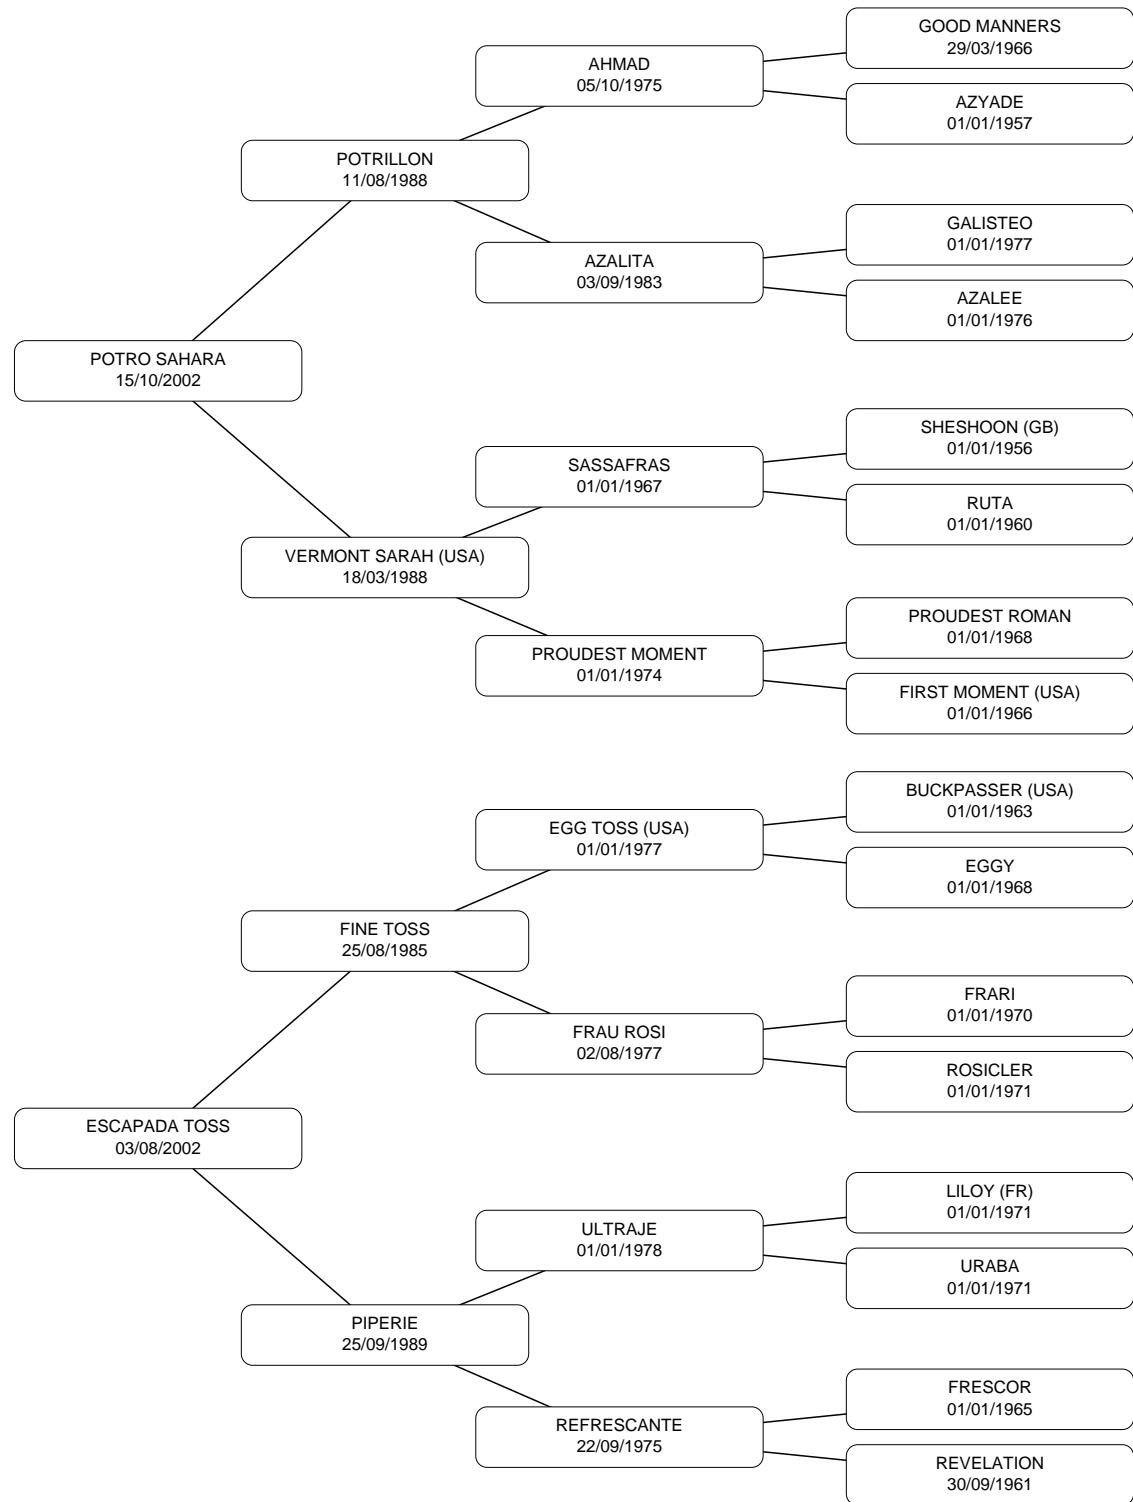 GOOD MANNERS
29/03/1966
AHMAD
05/10/1975
AZYADE
01/01/1957
POTRILLON
11/08/1988
GALISTEO
01/01/1977
AZALITA
03/09/1983
AZALEE
01/01/1976
POTRO SAHARA
15/10/2002
SHESHOON (GB)
01/01/1956
SASSAFRAS
01/01/1967
RUTA
01/01/1960
VERMONT SARAH (USA)
18/03/1988
PROUDEST ROMAN
01/01/1968
PROUDEST MOMENT
01/01/1974
FIRST MOMENT (USA)
01/01/1966
BUCKPASSER (USA)
01/01/1963
EGG TOSS (USA)
01/01/1977
EGGY
01/01/1968
FINE TOSS
25/08/1985
FRARI
01/01/1970
FRAU ROSI
02/08/1977
ROSICLER
01/01/1971
ESCAPADA TOSS
03/08/2002
LILOY (FR)
01/01/1971
ULTRAJE
01/01/1978
URABA
01/01/1971
PIPERIE
25/09/1989
FRESCOR
01/01/1965
REFRESCANTE
22/09/1975
REVELATION
30/09/1961